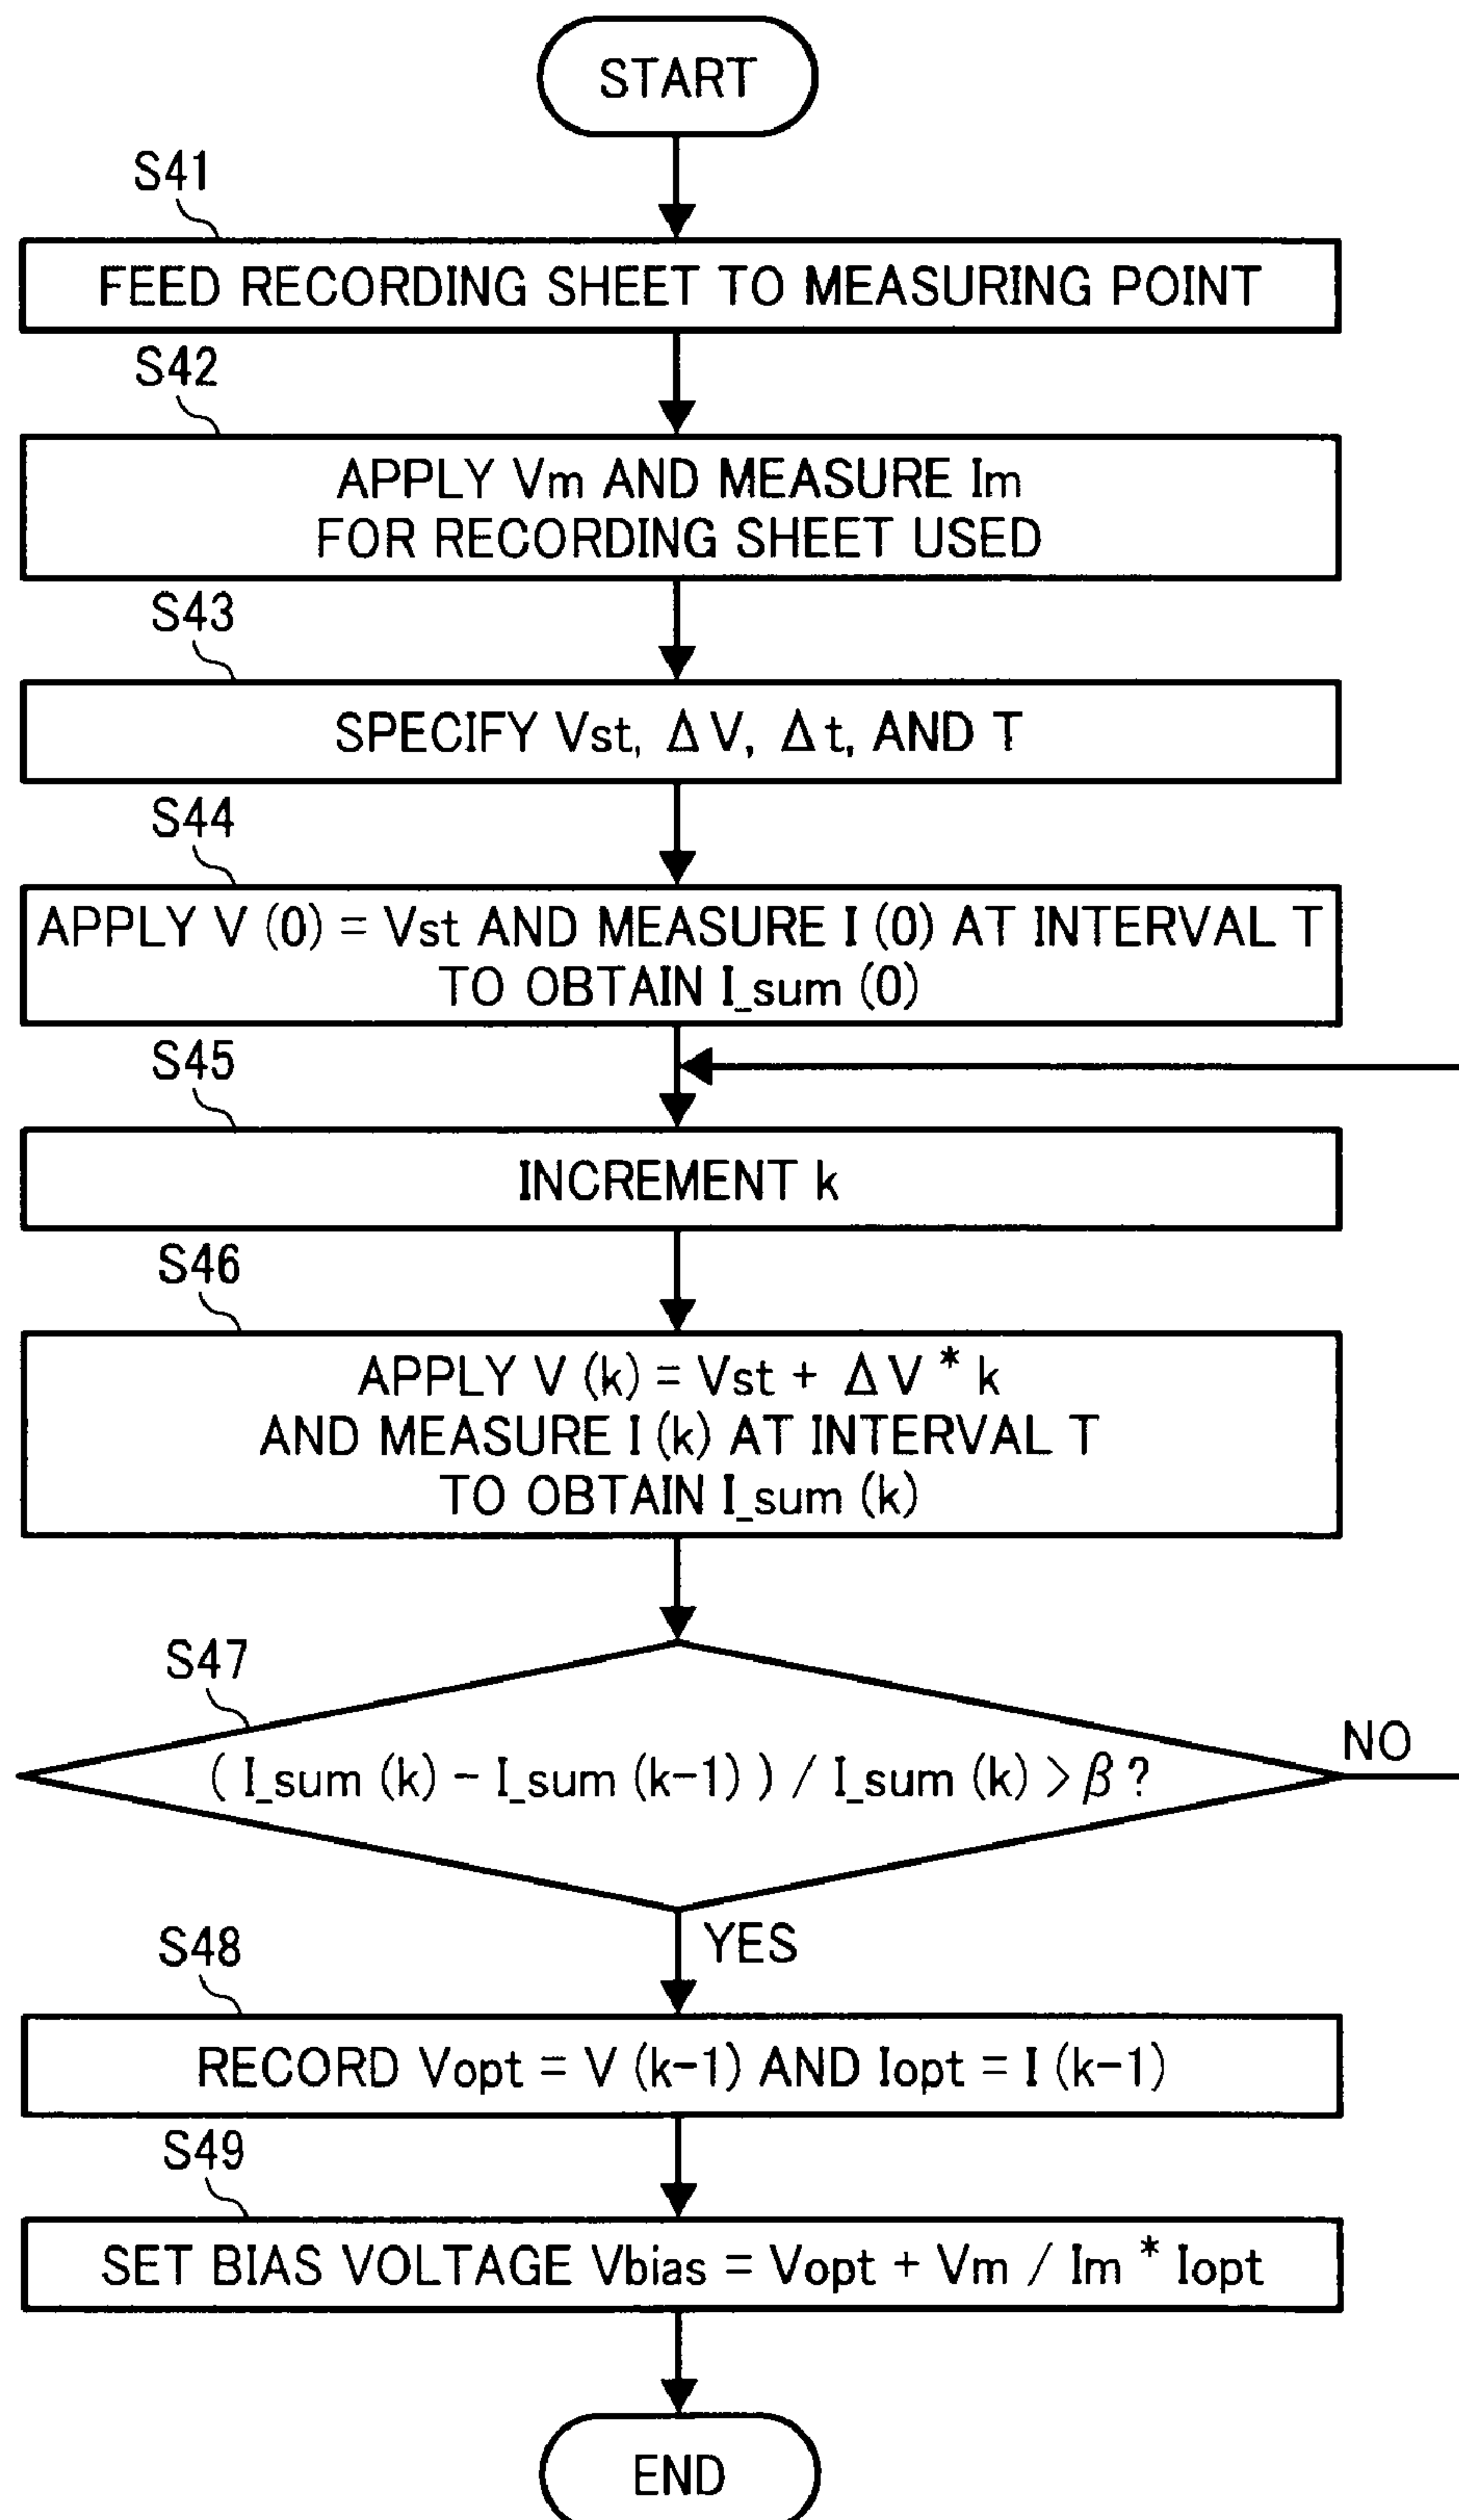 START
S41
FEED RECORDING SHEET TO MEASURING POINT
S42
APPLY Vm AND MEASURE Im
FOR RECORDING SHEET USED
S43
SPECIFY Vst, ΔV, Δt, AND T
S44
APPLY V (0) = Vst AND MEASURE I (0) AT INTERVAL T
TO OBTAIN I_sum (0)
S45
INCREMENT k
S46
APPLY V (k) = Vst + ΔV * k
AND MEASURE I (k) AT INTERVAL T
TO OBTAIN I_sum (k)
S47
( I_sum (k) - I_sum (k-1) ) / I_sum (k) > β ?
NO
YES
S48
RECORD Vopt = V (k-1) AND Iopt = I (k-1)
S49
SET BIAS VOLTAGE Vbias = Vopt + Vm / Im * Iopt
END